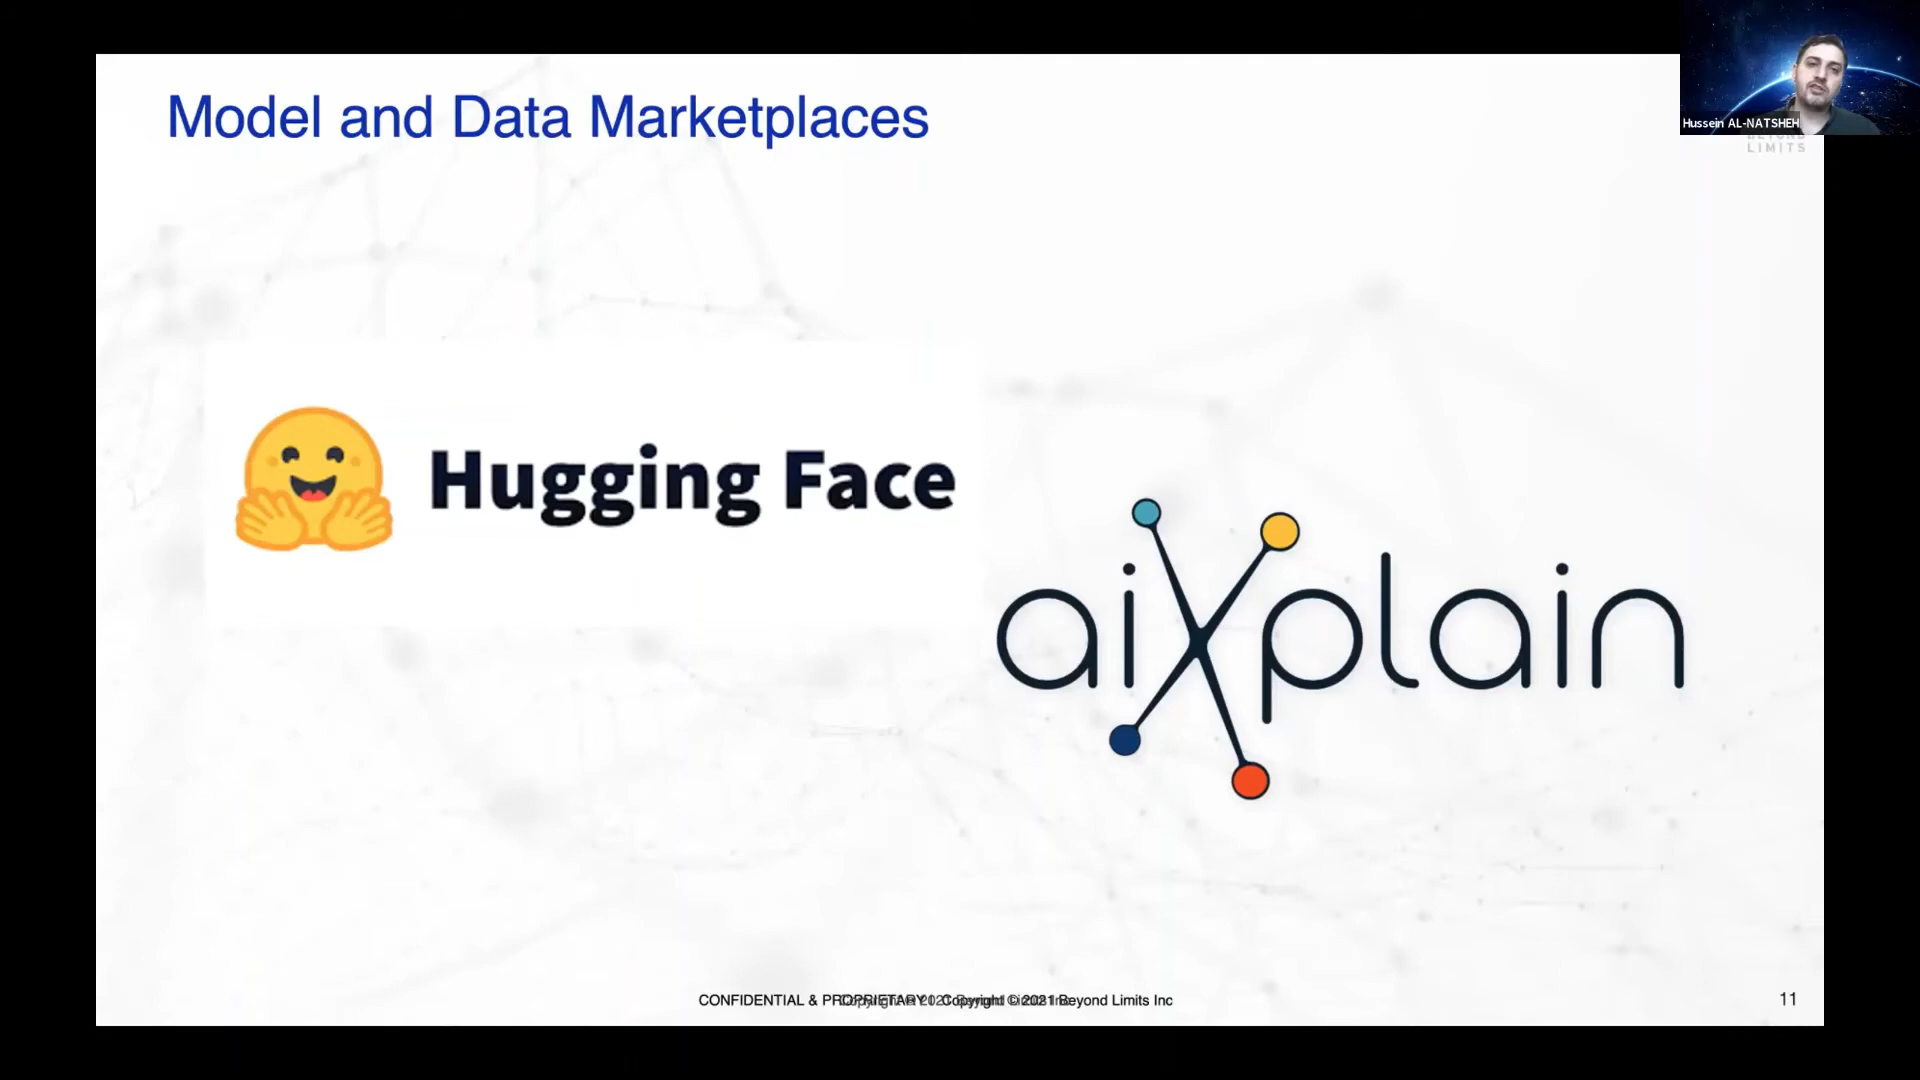 Model and Data Marketplaces
Hussein AL-NATSHEH
BEYOND
LIMITS
Hugging Face
aiXplain
CONFIDENTIAL & PROPRIETARY Copyright © 2021 Beyond Limits Inc
11